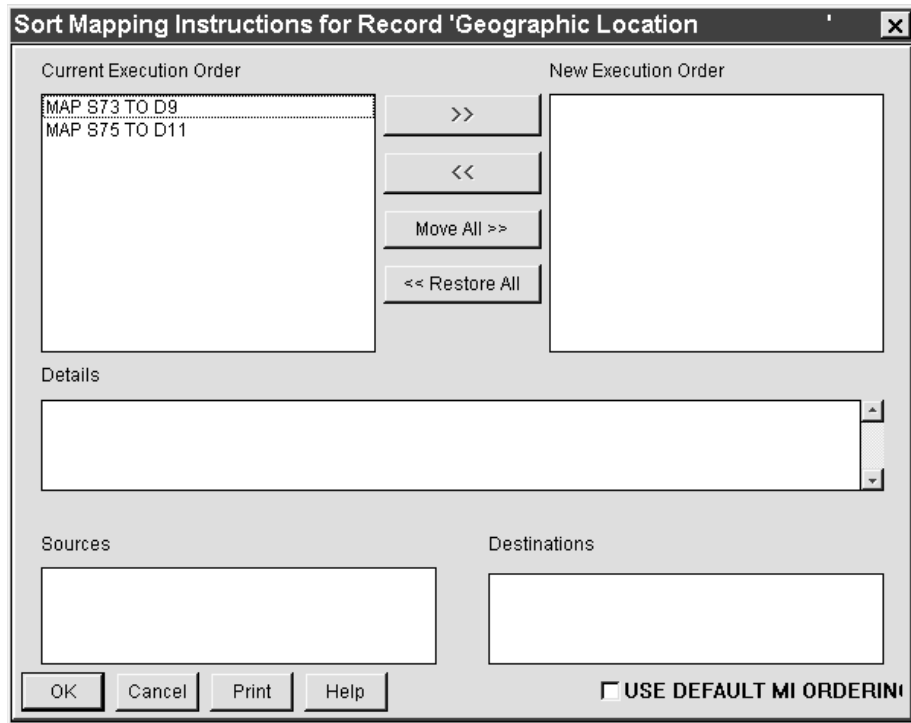 Sort Mapping Instructions for Record 'Geographic Location '
Current Execution Order
New Execution Order
MAP S73 TO D9
MAP S75 TO D11
>>
<<
Move All >>
<< Restore All
Details
Sources
Destinations
OK
Cancel
Print
Help
USE DEFAULT MI ORDERIN